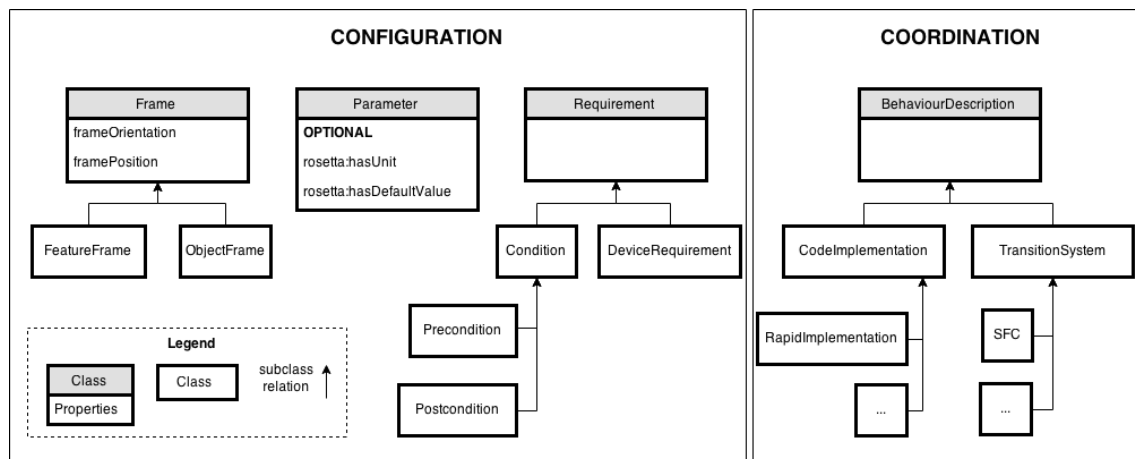 CONFIGURATION
Frame
frameOrientation
framePosition
FeatureFrame
ObjectFrame
Parameter
OPTIONAL
rosetta:hasUnit
rosetta:hasDefaultValue
Requirement
Condition
DeviceRequirement
Precondition
Postcondition
Legend
Class
Properties
Class
subclass
relation
COORDINATION
BehaviourDescription
CodeImplementation
TransitionSystem
RapidImplementation
...
SFC
...